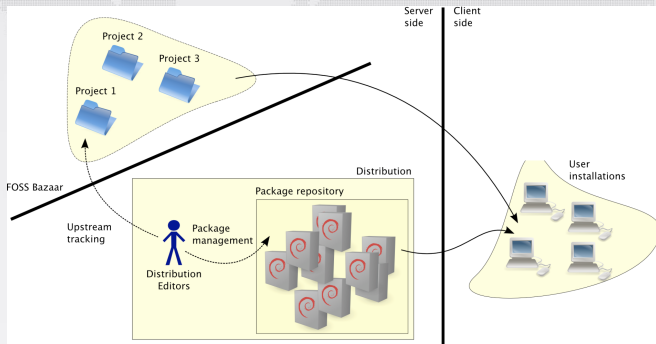 Server
side
Client
side
Project 2
Project 3
Project 1
FOSS Bazaar
Distribution
Package repository
User
installations
Upstream
tracking
Package
management
Distribution
Editors